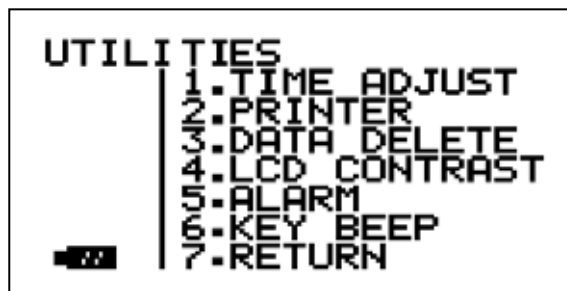 UTILITIES
1.TIME ADJUST
2.PRINTER
3.DATA DELETE
4.LCD CONTRAST
5.ALARM
6.KEY BEEP
7.RETURN